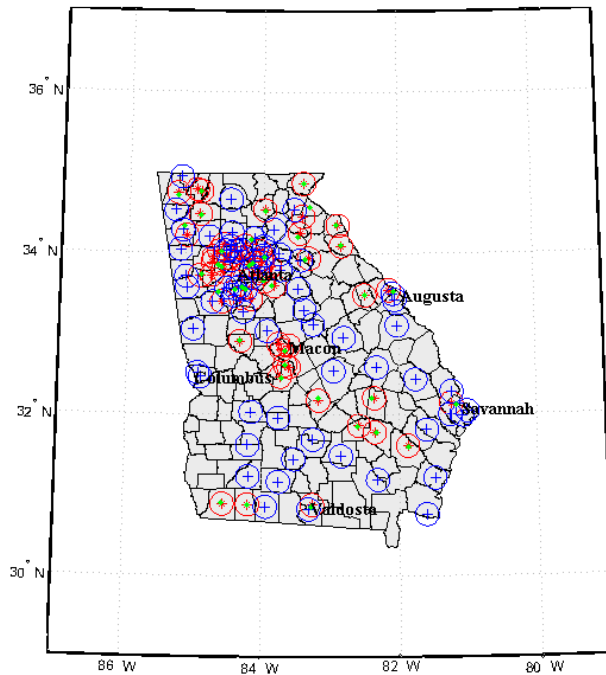 36° N
34° N
Atlanta
Augusta
Macon
Columbus
32° N
Savannah
Valdosta
30° N
86 W
84 W
82 W
80 W